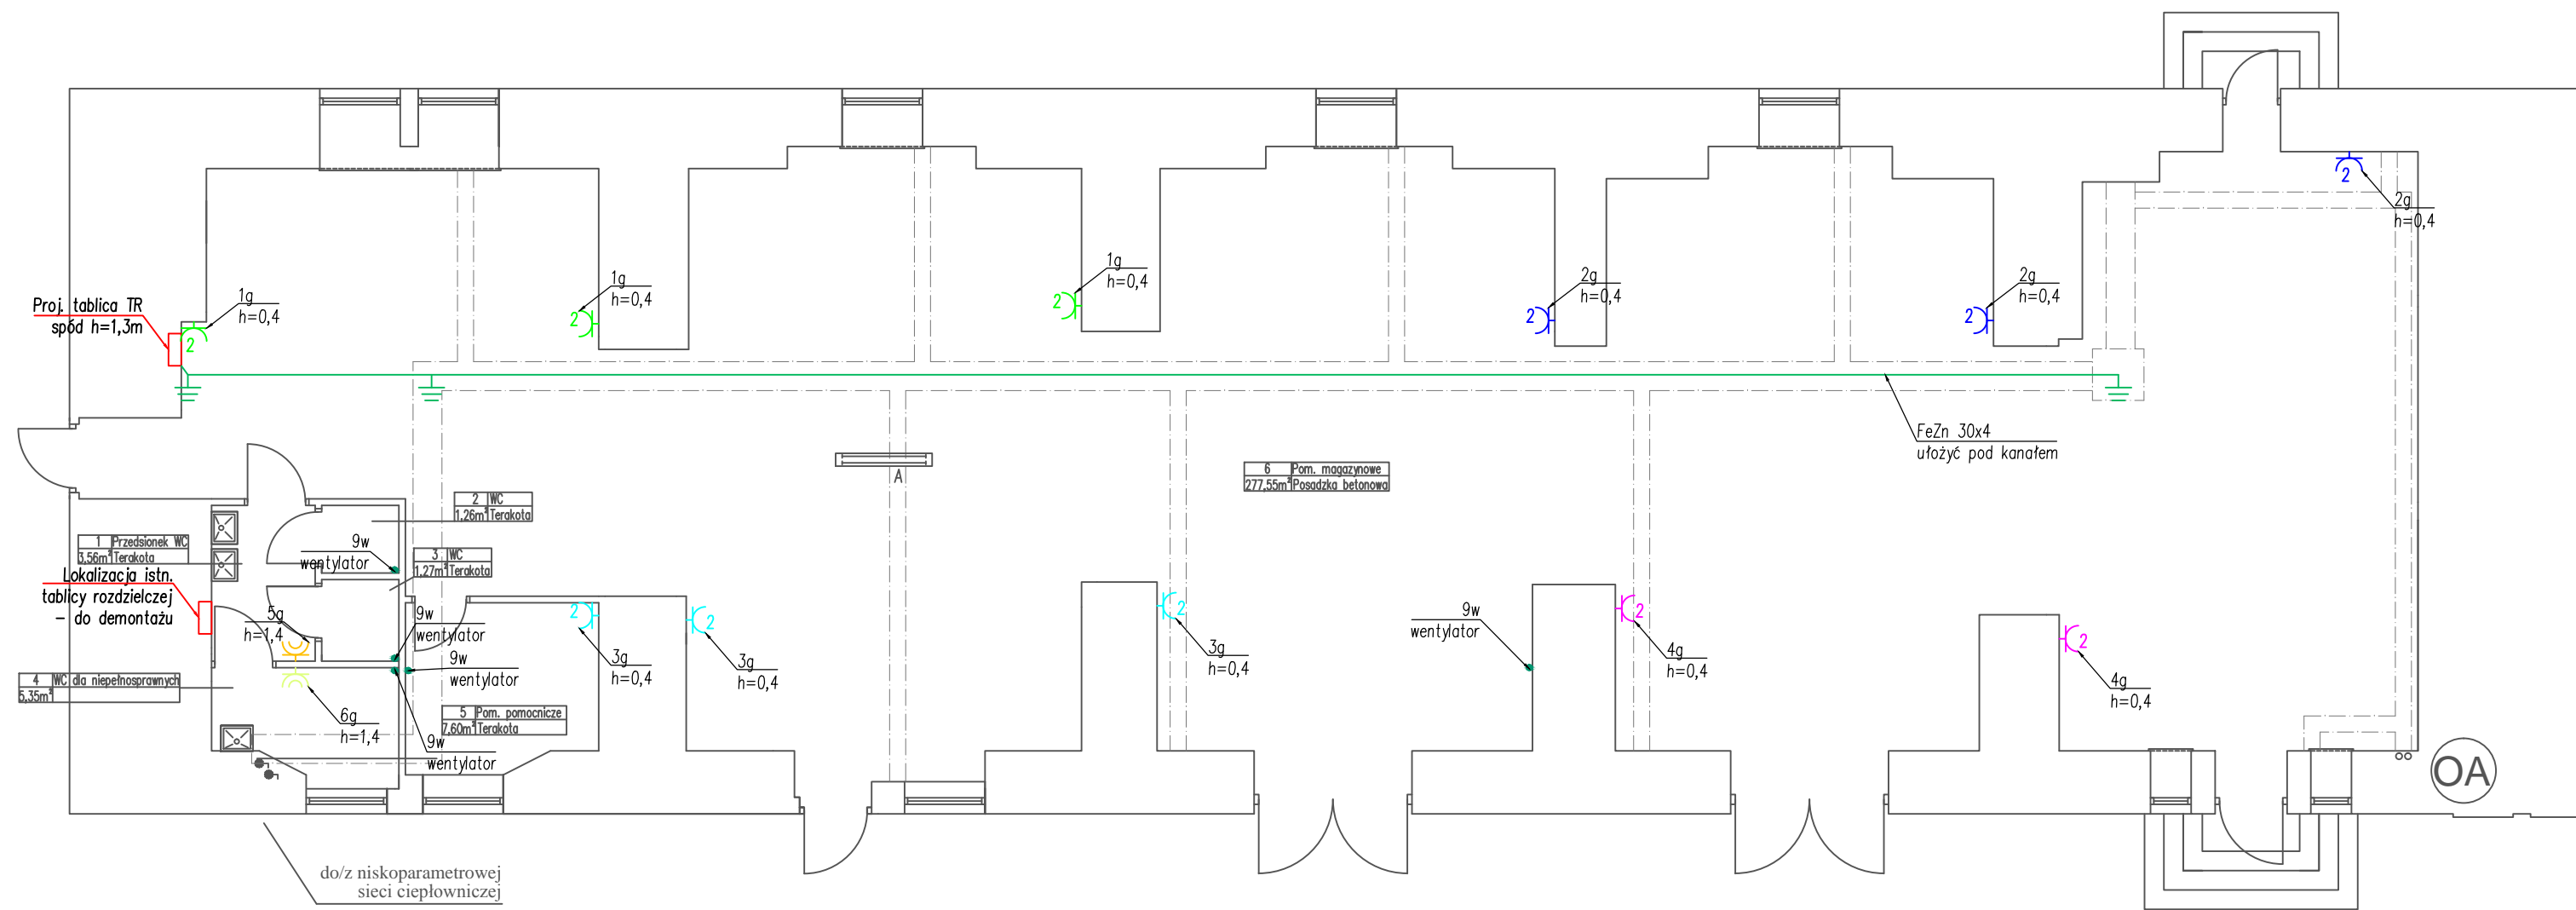 2
2g
h=0,4
1g
h=0,4
2
1g
h=0,4
2
1g
h=0,4
2
2g
h=0,4
2
2g
h=0,4
2
Proj. tablica TR
spód h=1,3m
FeZn 30x4
ułożyć pod kanałem
A
6 Pom. magazynowe
277,55m² Posadzka betonowa
2 WC
1,26m² Terakota
1 Przedsionek WC
3,56m² Terakota
9w
wentylator
3 WC
1,27m² Terakota
Lokalizacja istn.
tablicy rozdzielczej
– do demontażu
5g
h=1,4
9w
wentylator
9w
wentylator
2
3g
h=0,4
2
3g
h=0,4
2
3g
h=0,4
9w
wentylator
2
4g
h=0,4
2
4g
h=0,4
4 WC dla niepełnosprawnych
5,35m²
6g
h=1,4
5 Pom. pomocnicze
7,60m² Terakota
9w
wentylator
OA
do/z niskoparametrowej
sieci ciepłowniczej